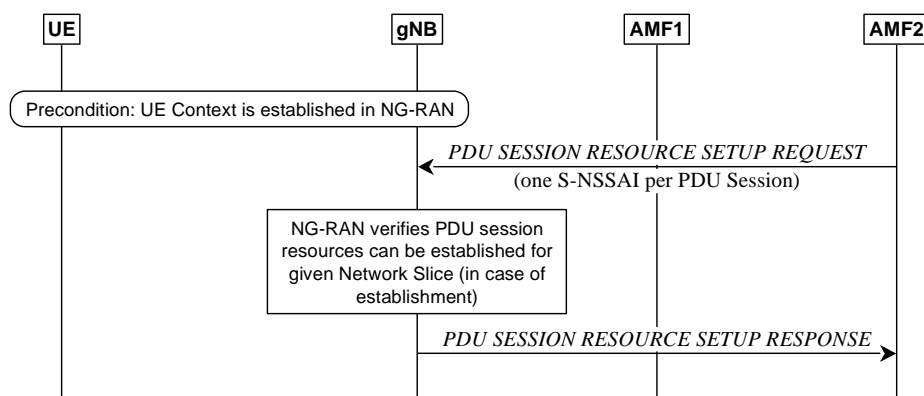 UE
gNB
AMF1
AMF2
Precondition: UE Context is established in NG-RAN
PDU SESSION RESOURCE SETUP REQUEST
(one S-NSSAI per PDU Session)
NG-RAN verifies PDU session
resources can be established for
given Network Slice (in case of
establishment)
PDU SESSION RESOURCE SETUP RESPONSE